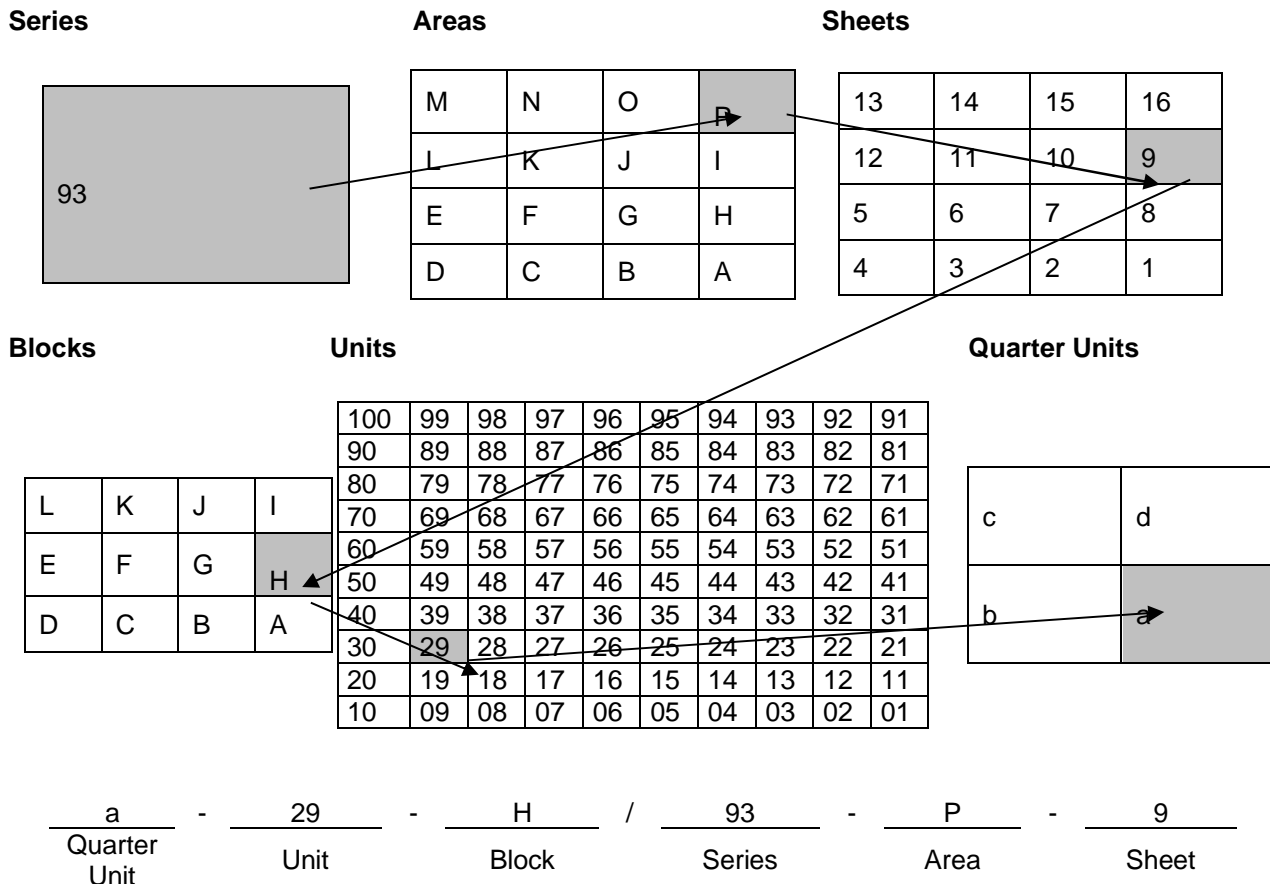 Series Areas Sheets
93
M N O P
L K J I
E F G H
D C B A
13 14 15 16
12 11 10 9
5 6 7 8
4 3 2 1
Blocks Units Quarter Units
L K J I
E F G H
D C B A
100 99 98 97 96 95 94 93 92 91
90 89 88 87 86 85 84 83 82 81
80 79 78 77 76 75 74 73 72 71
70 69 68 67 66 65 64 63 62 61
60 59 58 57 56 55 54 53 52 51
50 49 48 47 46 45 44 43 42 41
40 39 38 37 36 35 34 33 32 31
30 29 28 27 26 25 24 23 22 21
20 19 18 17 16 15 14 13 12 11
10 09 08 07 06 05 04 03 02 01
c d
b a
a - 29 - H / 93 - P - 9
Quarter Unit Unit Block Series Area Sheet